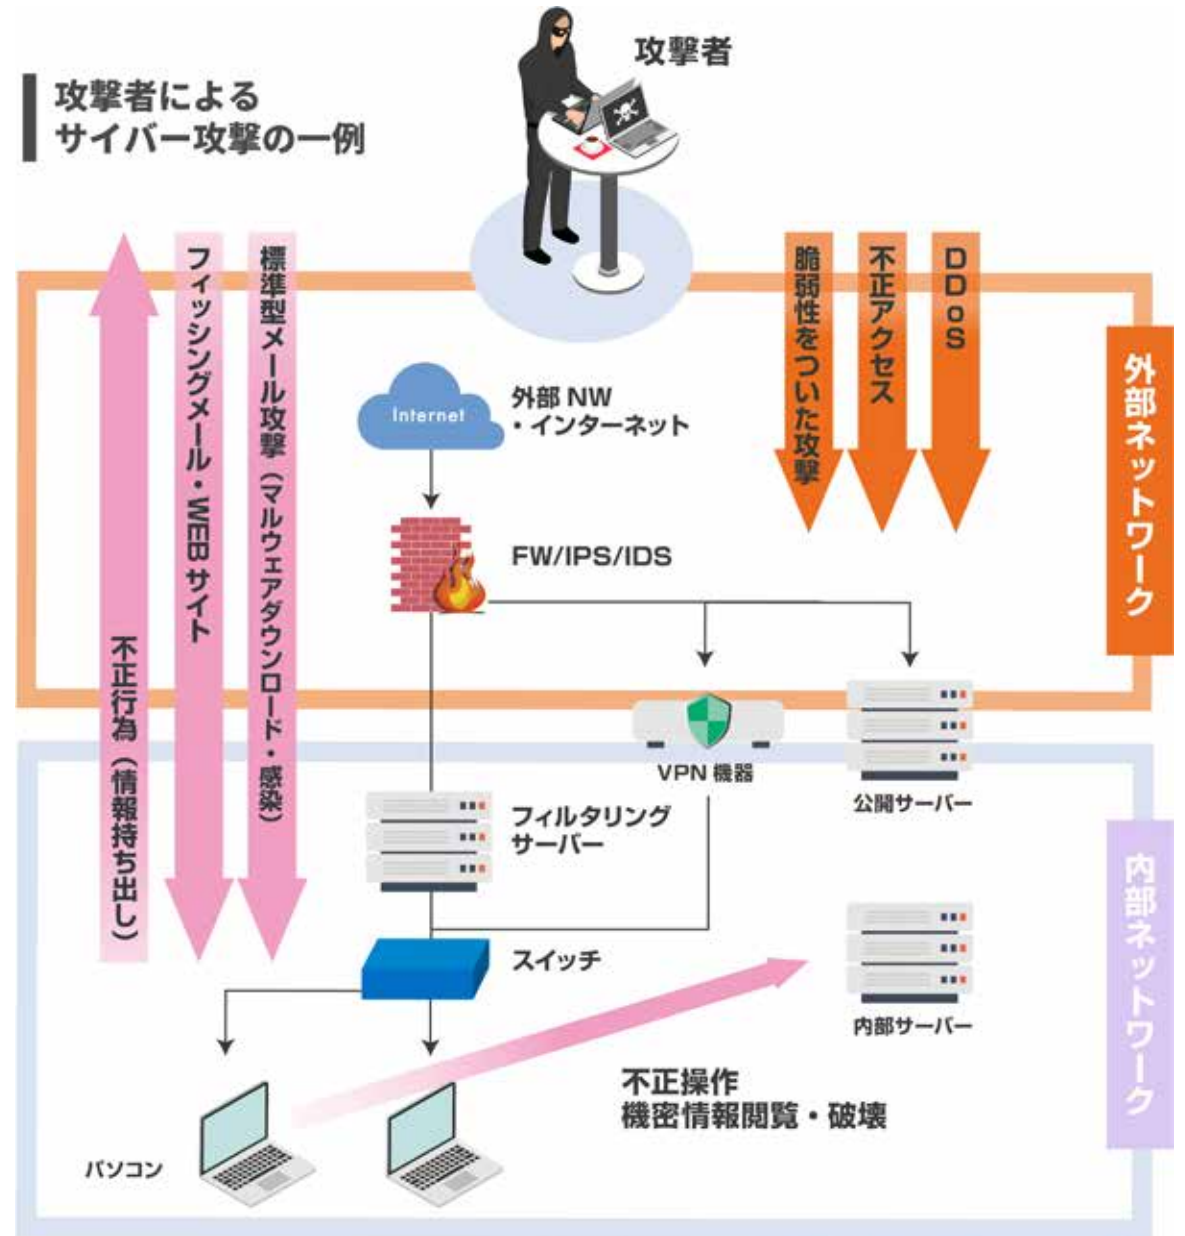 攻撃者
攻撃者による
サイバー攻撃の一例
不正行為（情報持ち出し）
フィッシングメール・WEBサイト
標準型メール攻撃（マルウェアダウンロード・感染）
脆弱性をついた攻撃
不正アクセス
DDoS
外部ネットワーク
Internet
外部 NW
・インターネット
FW/IPS/IDS
VPN 機器
公開サーバー
フィルタリング
サーバー
内部ネットワーク
スイッチ
内部サーバー
不正操作
機密情報閲覧・破壊
パソコン